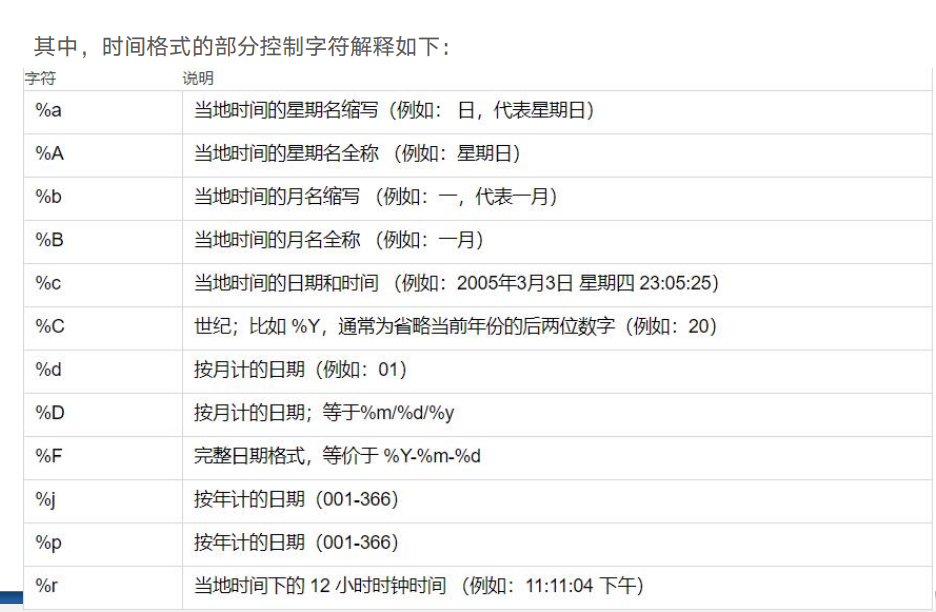 其中，时间格式的部分控制字符解释如下：
字符 说明
%a 当地时间的星期名缩写（例如： 日，代表星期日）
%A 当地时间的星期名全称 （例如：星期日）
%b 当地时间的月名缩写 （例如：一，代表一月）
%B 当地时间的月名全称 （例如：一月）
%c 当地时间的日期和时间 （例如：2005年3月3日 星期四 23:05:25）
%C 世纪；比如 %Y，通常为省略当前年份的后两位数字（例如：20）
%d 按月计的日期（例如：01）
%D 按月计的日期；等于%m/%d/%y
%F 完整日期格式，等价于 %Y-%m-%d
%j 按年计的日期（001-366）
%p 按年计的日期（001-366）
%r 当地时间下的 12 小时时钟时间 （例如：11:11:04 下午）